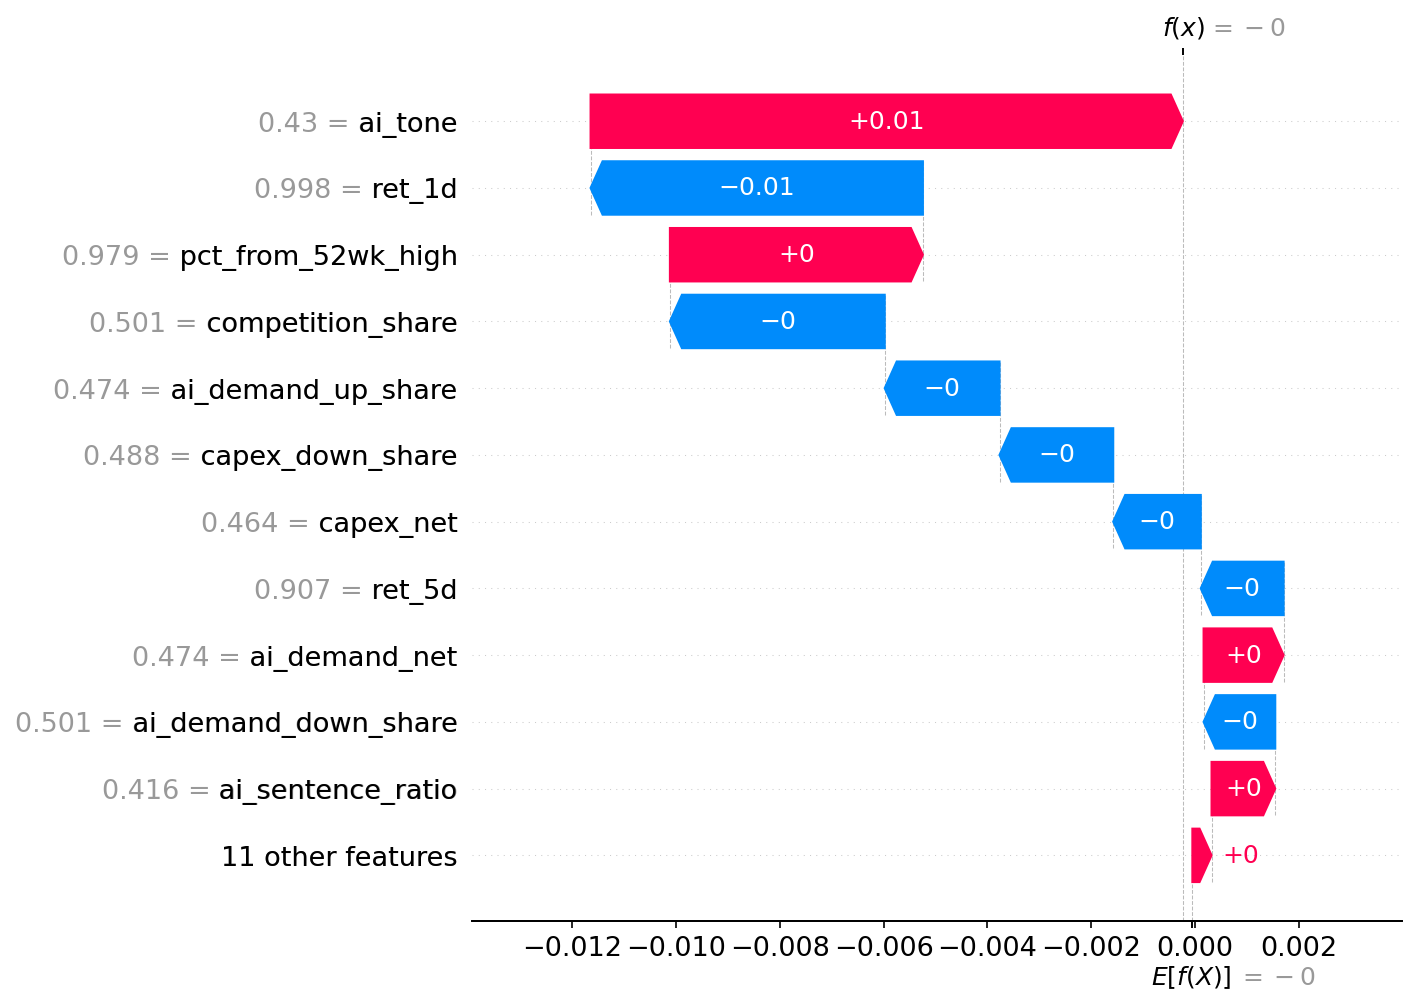 f(x) = −0
0.43 = ai_tone
+0.01
0.998 = ret_1d
−0.01
0.979 = pct_from_52wk_high
+0
0.501 = competition_share
−0
0.474 = ai_demand_up_share
−0
0.488 = capex_down_share
−0
0.464 = capex_net
−0
0.907 = ret_5d
−0
0.474 = ai_demand_net
+0
0.501 = ai_demand_down_share
−0
0.416 = ai_sentence_ratio
+0
11 other features
+0
−0.012 −0.010 −0.008 −0.006 −0.004 −0.002 0.000 0.002
E[f(X)] = −0